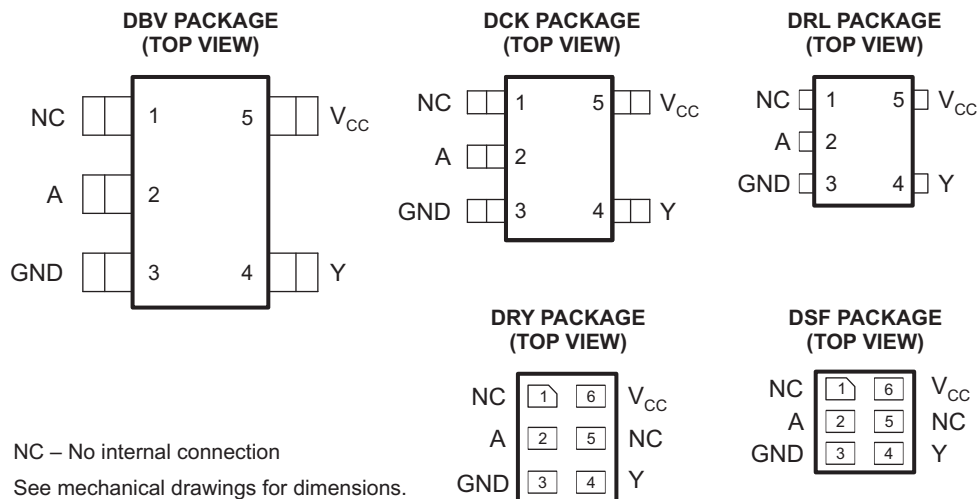 DBV PACKAGE
(TOP VIEW)
NC 1 5 VCC
A 2
GND 3 4 Y
DCK PACKAGE
(TOP VIEW)
NC 1 5 VCC
A 2
GND 3 4 Y
DRL PACKAGE
(TOP VIEW)
NC 1 5 VCC
A 2
GND 3 4 Y
DRY PACKAGE
(TOP VIEW)
NC 1 6 VCC
A 2 5 NC
GND 3 4 Y
DSF PACKAGE
(TOP VIEW)
NC 1 6 VCC
A 2 5 NC
GND 3 4 Y
NC – No internal connection
See mechanical drawings for dimensions.